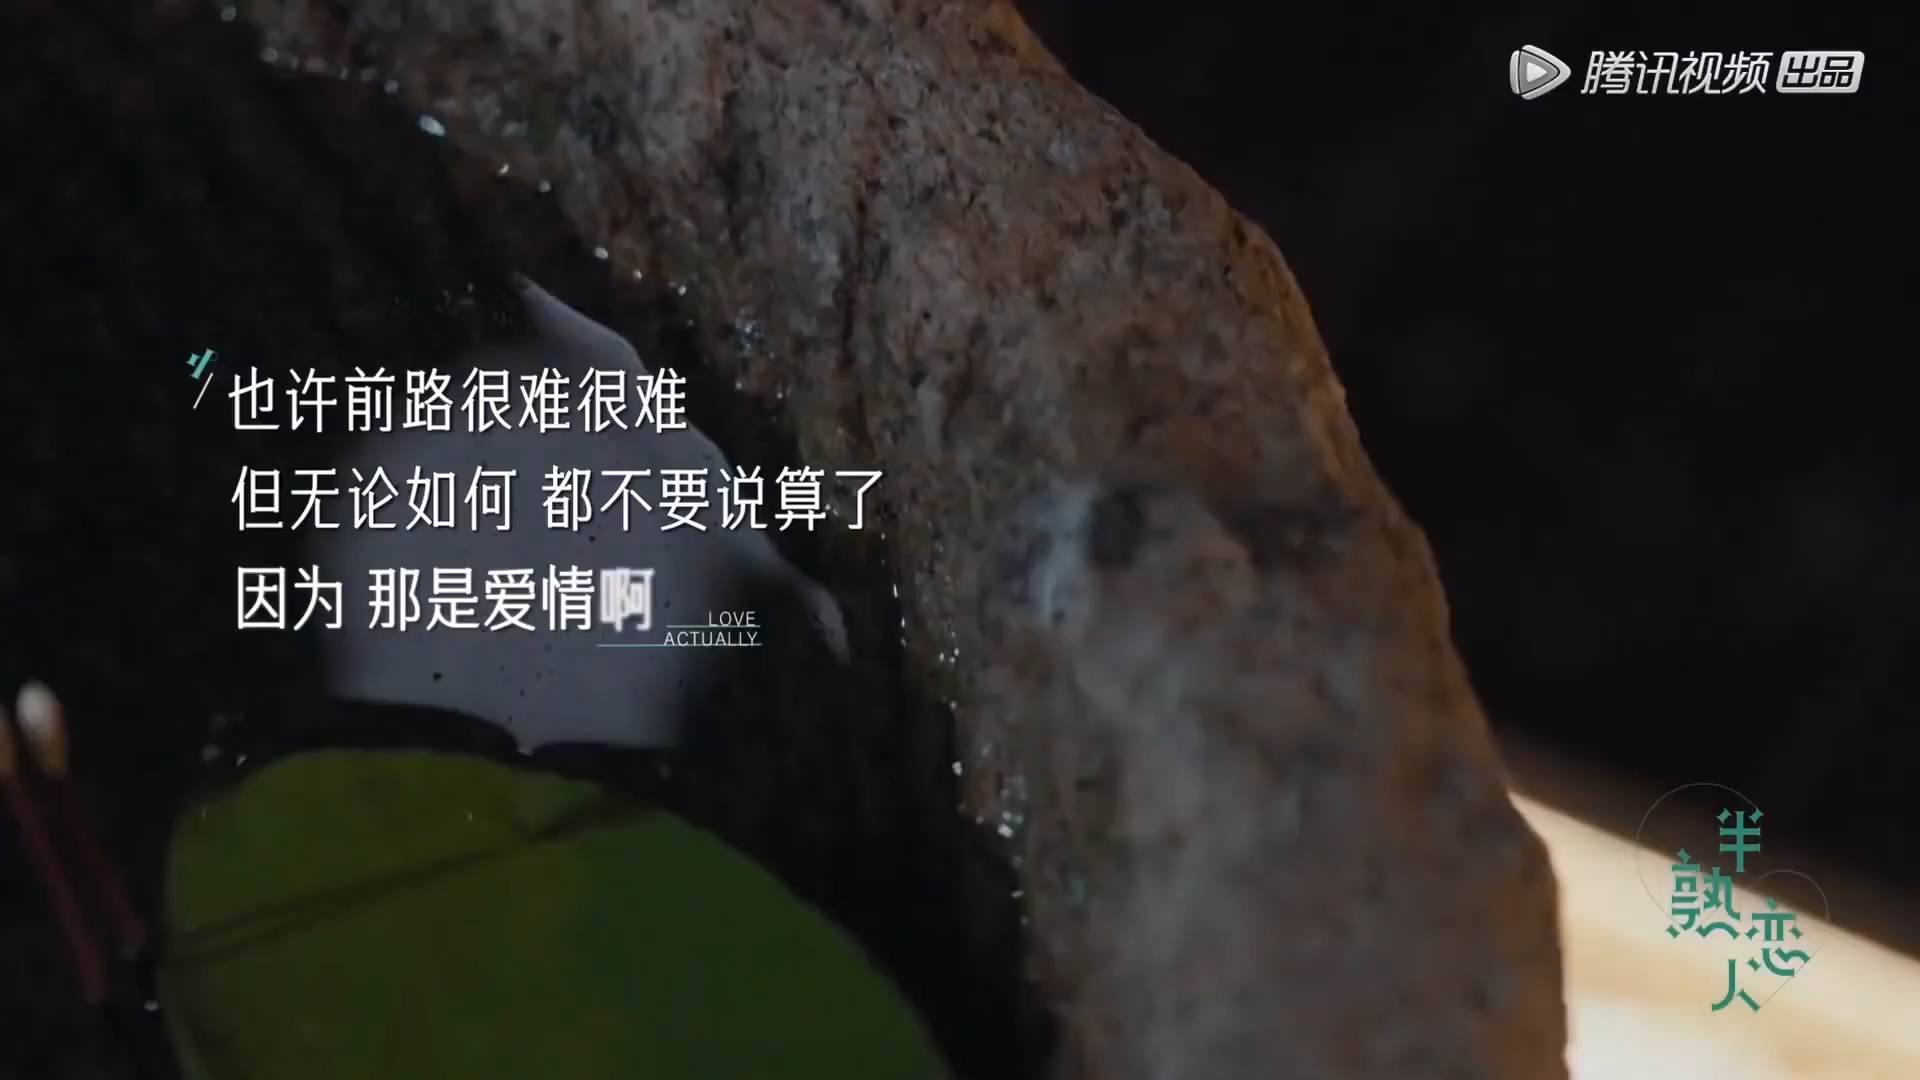 腾讯视频 出品
也许前路很难很难
但无论如何 都不要说算了
因为 那是爱情啊
LOVE
ACTUALLY
半熟恋人